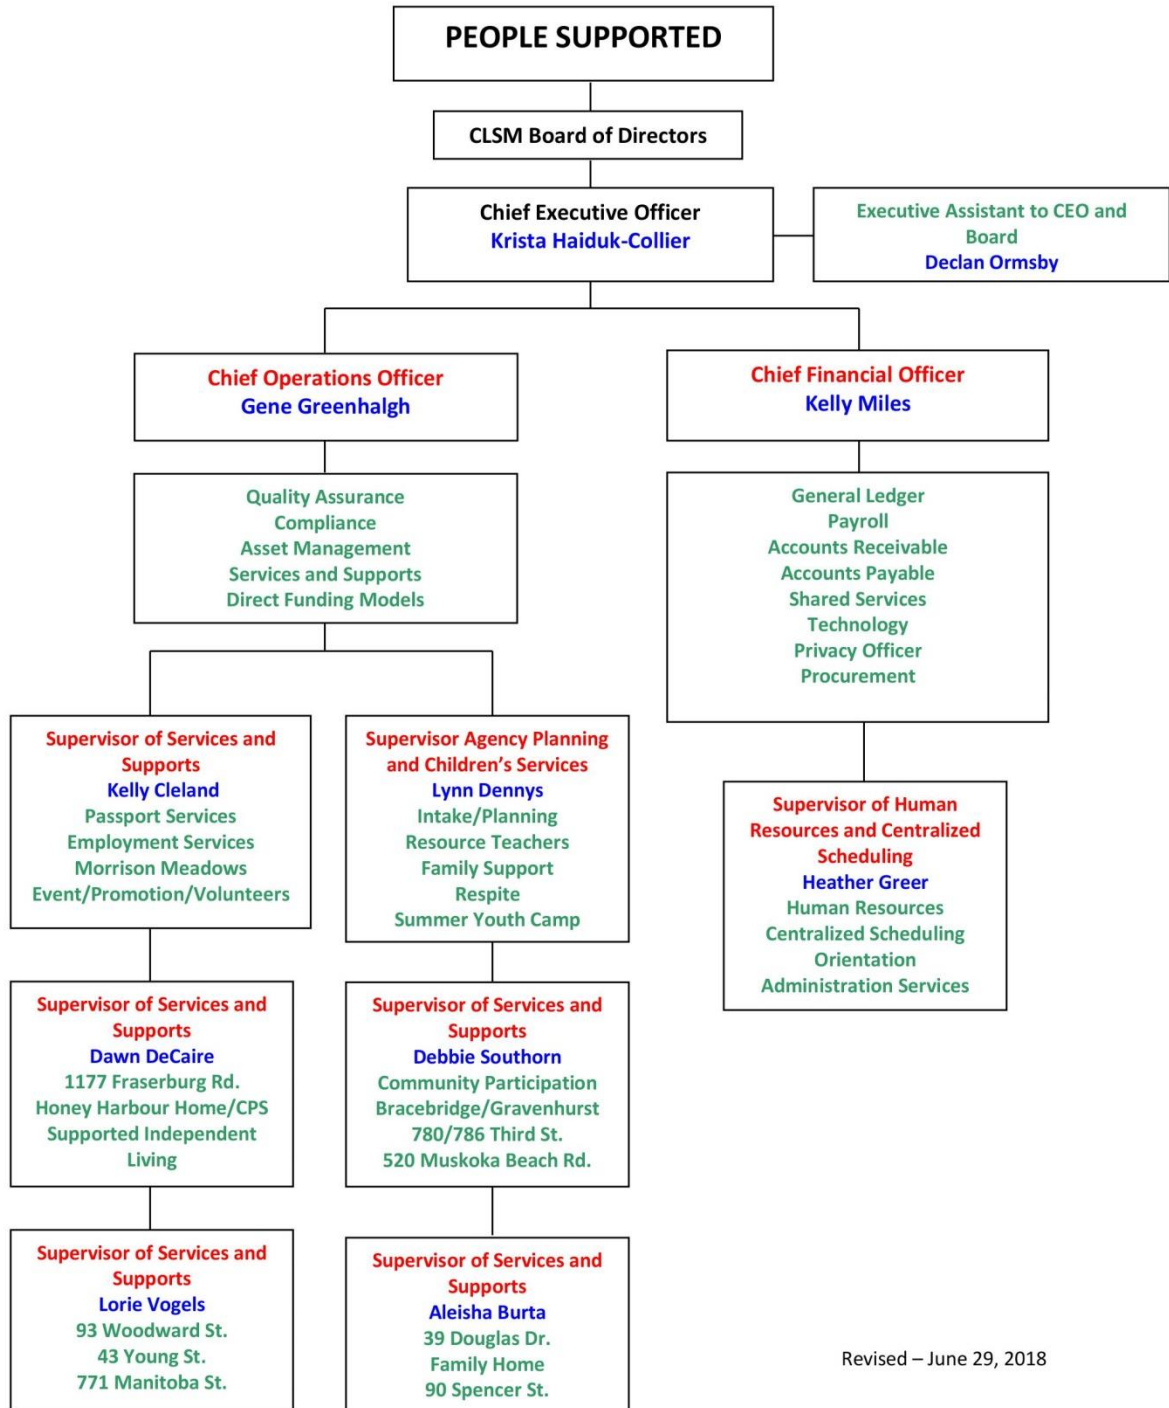 PEOPLE SUPPORTED
CLSM Board of Directors
Chief Executive Officer
Krista Haiduk-Collier
Executive Assistant to CEO and
Board
Declan Ormsby
Chief Operations Officer
Gene Greenhalgh
Chief Financial Officer
Kelly Miles
Quality Assurance
Compliance
Asset Management
Services and Supports
Direct Funding Models
General Ledger
Payroll
Accounts Receivable
Accounts Payable
Shared Services
Technology
Privacy Officer
Procurement
Supervisor of Services and
Supports
Kelly Cleland
Passport Services
Employment Services
Morrison Meadows
Event/Promotion/Volunteers
Supervisor Agency Planning
and Children’s Services
Lynn Dennys
Intake/Planning
Resource Teachers
Family Support
Respite
Summer Youth Camp
Supervisor of Human
Resources and Centralized
Scheduling
Heather Greer
Human Resources
Centralized Scheduling
Orientation
Administration Services
Supervisor of Services and
Supports
Dawn DeCaire
1177 Fraserburg Rd.
Honey Harbour Home/CPS
Supported Independent
Living
Supervisor of Services and
Supports
Debbie Southorn
Community Participation
Bracebridge/Gravenhurst
780/786 Third St.
520 Muskoka Beach Rd.
Supervisor of Services and
Supports
Lorie Vogels
93 Woodward St.
43 Young St.
771 Manitoba St.
Supervisor of Services and
Supports
Aleisha Burta
39 Douglas Dr.
Family Home
90 Spencer St.
Revised – June 29, 2018